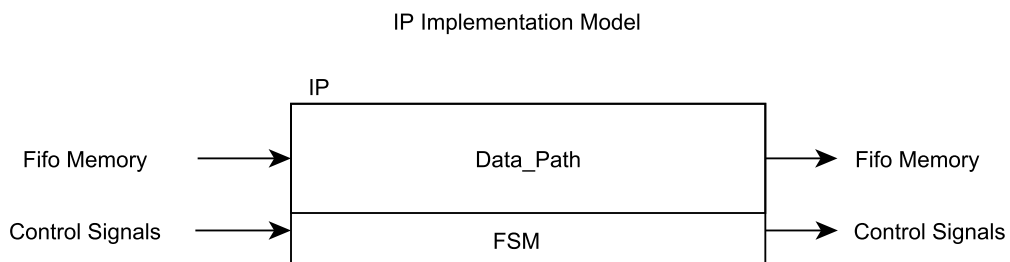 IP Implementation Model
IP
Fifo Memory
Data_Path
Fifo Memory
Control Signals
FSM
Control Signals